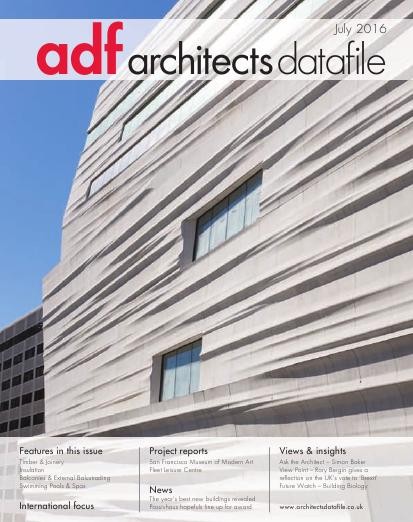 July 2016
adf architects datafile
Features in this issue
Timber & Joinery
Insulation
Balconies & External Balustrading
Swimming Pools & Spas
International focus
Project reports
San Francisco Museum of Modern Art
Fleet Leisure Centre
News
The year's best new buildings revealed
Passivhaus hopefuls line up for award
Views & insights
Ask the Architect – Simon Baker
View Point – Rory Bergin gives a
reflection on the UK's vote to 'Brexit'
Future Watch – Building Biology
www.architectsdatafile.co.uk